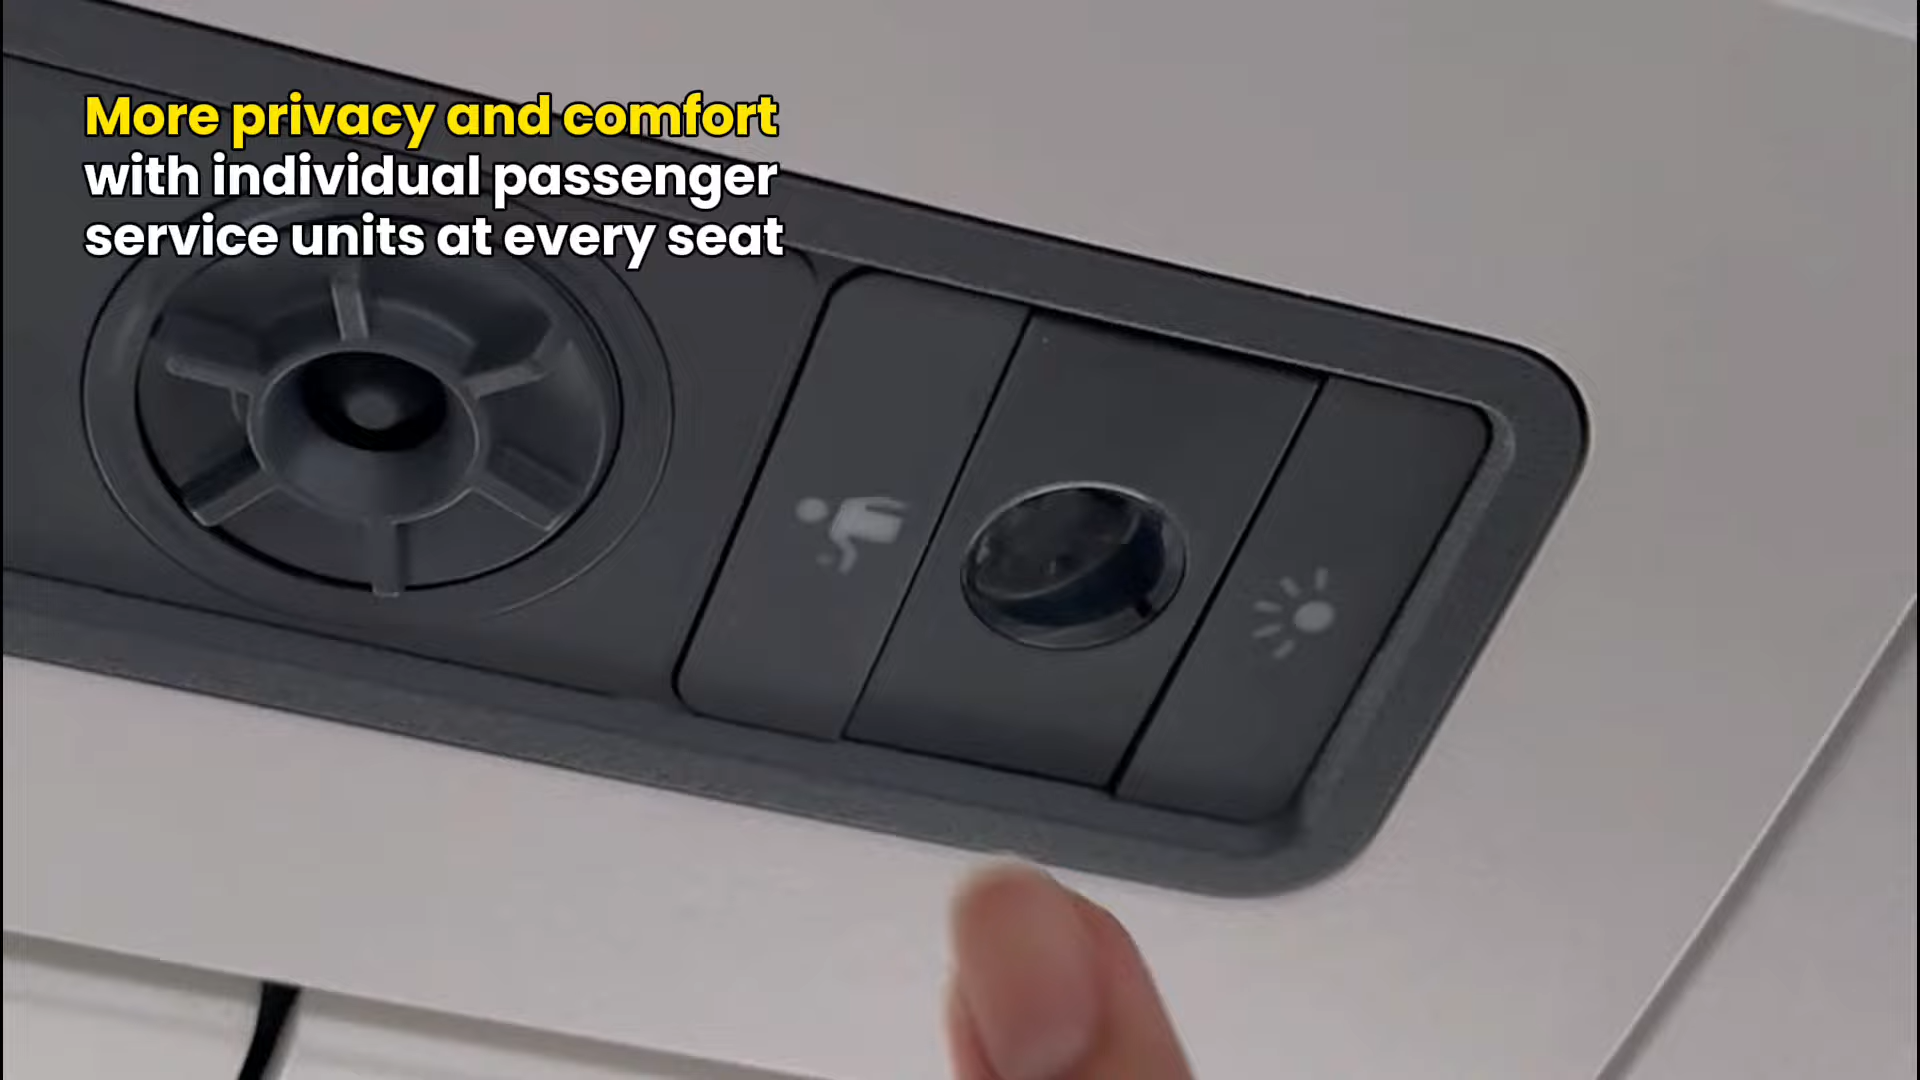 More privacy and comfort
with individual passenger
service units at every seat